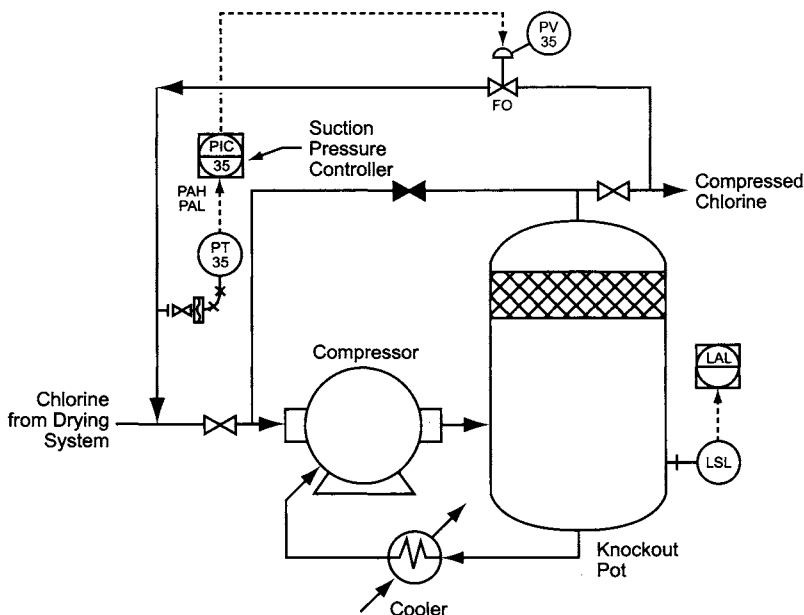 PV
35
FO
Suction
Pressure
Controller
PIC
35
PAH
PAL
Compressed
Chlorine
PT
35
Compressor
LAL
Chlorine
from Drying
System
LSL
Knockout
Pot
Cooler